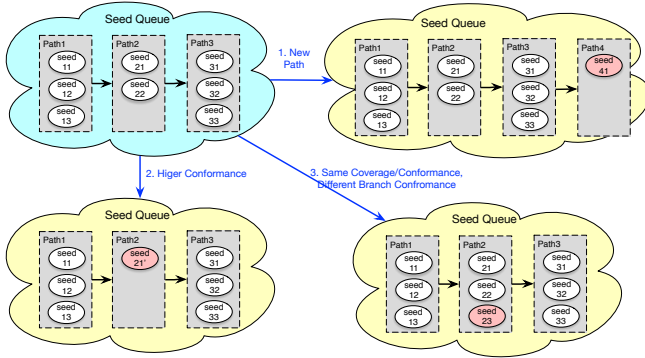 Seed Queue
Path1
Path2
Path3
seed
11
seed
12
seed
13
seed
21
seed
22
seed
31
seed
32
seed
33
1. New
Path
Seed Queue
Path1
Path2
Path3
Path4
seed
11
seed
12
seed
13
seed
21
seed
22
seed
31
seed
32
seed
33
seed
41
2. Higer Conformance
3. Same Coverage/Conformance,
Different Branch Confromance
Seed Queue
Path1
Path2
Path3
seed
11
seed
12
seed
13
seed
21'
seed
31
seed
32
seed
33
Seed Queue
Path1
Path2
Path3
seed
11
seed
12
seed
13
seed
21
seed
22
seed
23
seed
31
seed
32
seed
33